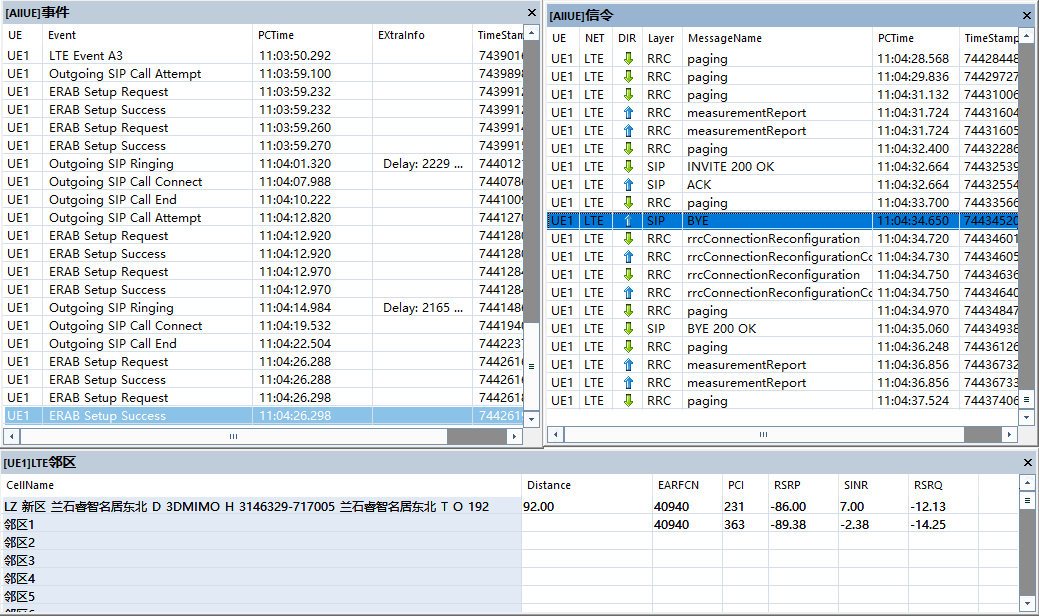 [AllUE]事件
UE Event PCTime EXtraInfo TimeStam
UE1 LTE Event A3 11:03:50.292 7439016
UE1 Outgoing SIP Call Attempt 11:03:59.100 7439898
UE1 ERAB Setup Request 11:03:59.232 7439912
UE1 ERAB Setup Success 11:03:59.232 7439912
UE1 ERAB Setup Request 11:03:59.260 7439914
UE1 ERAB Setup Success 11:03:59.270 7439915
UE1 Outgoing SIP Ringing 11:04:01.320 Delay: 2229 ... 7440127
UE1 Outgoing SIP Call Connect 11:04:07.988 7440786
UE1 Outgoing SIP Call End 11:04:10.222 7441009
UE1 Outgoing SIP Call Attempt 11:04:12.820 7441270
UE1 ERAB Setup Request 11:04:12.920 7441280
UE1 ERAB Setup Success 11:04:12.920 7441280
UE1 ERAB Setup Request 11:04:12.970 7441284
UE1 ERAB Setup Success 11:04:12.970 7441284
UE1 Outgoing SIP Ringing 11:04:14.984 Delay: 2165 ... 7441486
UE1 Outgoing SIP Call Connect 11:04:19.532 7441940
UE1 Outgoing SIP Call End 11:04:22.504 7442237
UE1 ERAB Setup Request 11:04:26.288 7442616
UE1 ERAB Setup Success 11:04:26.288 7442616
UE1 ERAB Setup Request 11:04:26.298 7442618
UE1 ERAB Setup Success 11:04:26.298 7442619
[AllUE]信令
UE NET DIR Layer MessageName PCTime TimeStamp
UE1 LTE RRC paging 11:04:28.568 74428448
UE1 LTE RRC paging 11:04:29.836 74429727
UE1 LTE RRC paging 11:04:31.132 74431006
UE1 LTE RRC measurementReport 11:04:31.724 74431604
UE1 LTE RRC measurementReport 11:04:31.724 74431605
UE1 LTE RRC paging 11:04:32.400 74432286
UE1 LTE SIP INVITE 200 OK 11:04:32.664 74432539
UE1 LTE SIP ACK 11:04:32.664 74432554
UE1 LTE RRC paging 11:04:33.700 74433566
UE1 LTE SIP BYE 11:04:34.650 74434520
UE1 LTE RRC rrcConnectionReconfiguration 11:04:34.720 74434601
UE1 LTE RRC rrcConnectionReconfigurationCo 11:04:34.730 74434605
UE1 LTE RRC rrcConnectionReconfiguration 11:04:34.750 74434636
UE1 LTE RRC rrcConnectionReconfigurationCo 11:04:34.750 74434640
UE1 LTE RRC paging 11:04:34.970 74434847
UE1 LTE SIP BYE 200 OK 11:04:35.060 74434938
UE1 LTE RRC paging 11:04:36.248 74436126
UE1 LTE RRC measurementReport 11:04:36.856 74436732
UE1 LTE RRC measurementReport 11:04:36.856 74436733
UE1 LTE RRC paging 11:04:37.524 74437406
[UE1]LTE邻区
CellName Distance EARFCN PCI RSRP SINR RSRQ
LZ 新区 兰石睿智名居东北 D 3DMIMO H 3146329-717005 兰石睿智名居东北 T O 192 92.00 40940 231 -86.00 7.00 -12.13
邻区1 40940 363 -89.38 -2.38 -14.25
邻区2
邻区3
邻区4
邻区5